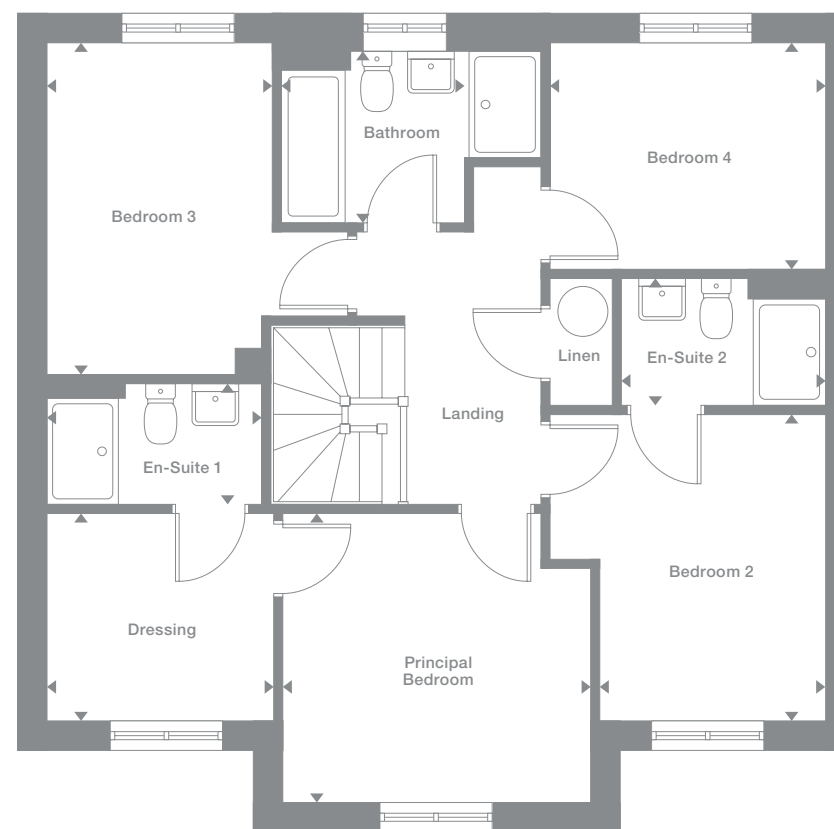 Bathroom
Bedroom 4
Bedroom 3
Linen
En-Suite 2
Landing
En-Suite 1
Bedroom 2
Dressing
Principal
Bedroom